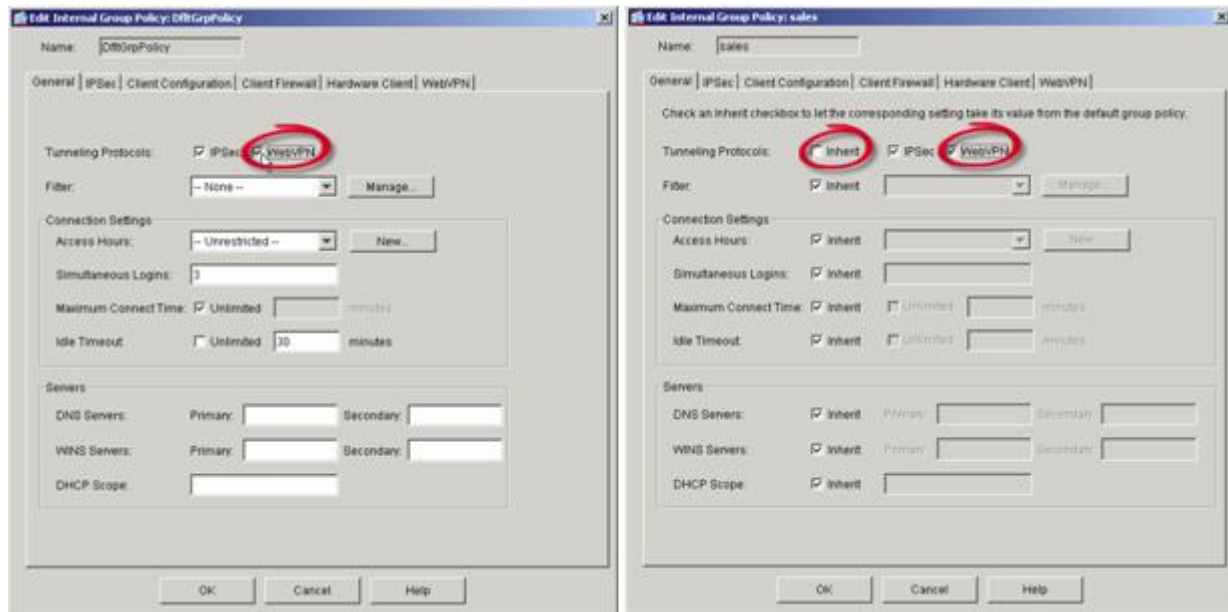 Edit Internal Group Policy: DfltGrpPolicy
Name: DfltGrpPolicy
General IPSec Client Configuration Client Firewall Hardware Client WebVPN
Tunneling Protocols: IPSec WebVPN
Filter: -- None -- Manage...
Connection Settings
Access Hours: -- Unrestricted -- New...
Simultaneous Logins: 3
Maximum Connect Time: Unlimited minutes
Idle Timeout: Unlimited 30 minutes
Servers
DNS Servers: Primary: Secondary:
WINS Servers: Primary: Secondary:
DHCP Scope:
OK Cancel Help
Edit Internal Group Policy: sales
Name: sales
General IPSec Client Configuration Client Firewall Hardware Client WebVPN
Check an Inherit checkbox to let the corresponding setting take its value from the default group policy.
Tunneling Protocols: Inherit IPSec WebVPN
Filter: Inherit Manage...
Connection Settings
Access Hours: Inherit New...
Simultaneous Logins: Inherit
Maximum Connect Time: Inherit Unlimited minutes
Idle Timeout: Inherit Unlimited minutes
Servers
DNS Servers: Inherit Primary: Secondary:
WINS Servers: Inherit Primary: Secondary:
DHCP Scope: Inherit
OK Cancel Help